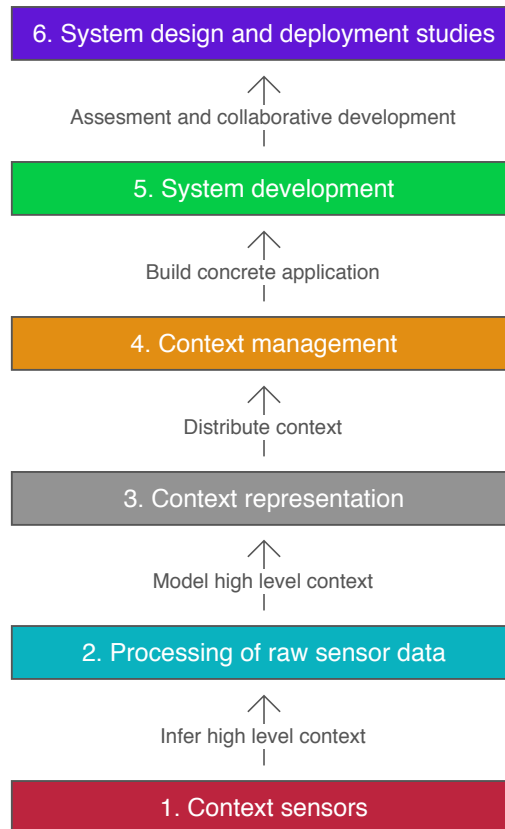 6. System design and deployment studies
Assesment and collaborative development
5. System development
Build concrete application
4. Context management
Distribute context
3. Context representation
Model high level context
2. Processing of raw sensor data
Infer high level context
1. Context sensors